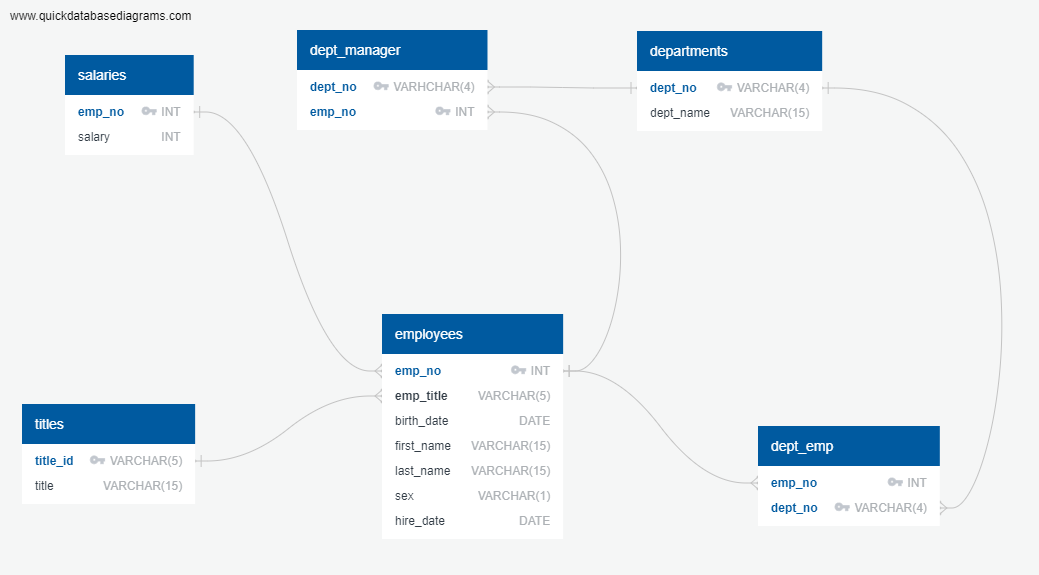 www.quickdatabasediagrams.com
salaries
emp_no INT
salary INT
dept_manager
dept_no VARHCHAR(4)
emp_no INT
departments
dept_no VARCHAR(4)
dept_name VARCHAR(15)
employees
emp_no INT
emp_title VARCHAR(5)
birth_date DATE
first_name VARCHAR(15)
last_name VARCHAR(15)
sex VARCHAR(1)
hire_date DATE
titles
title_id VARCHAR(5)
title VARCHAR(15)
dept_emp
emp_no INT
dept_no VARCHAR(4)